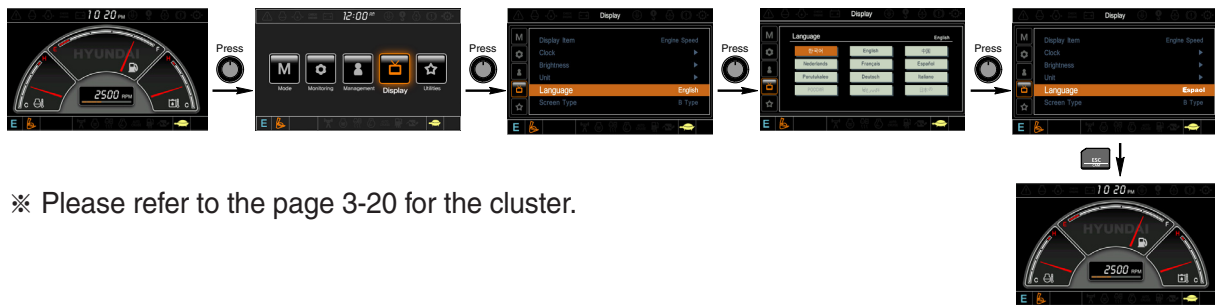 10 20 PM
HYUNDAI
H
F
C
E
C
H
2500 RPM
E
Press
12:00 AM
M
Mode
Monitoring
Management
Display
Utilities
E
Press
Display
M
Display Item Engine Speed
Clock
Brightness
Unit
Language English
Screen Type B Type
E
Press
Display
M
Language English
한국어 English 中国
Nederlands Français Español
Italiano
Deutsch
E
Press
Display
M
Display Item Engine Speed
Clock
Brightness
Unit
Language Espaol
Screen Type B Type
E
ESC
※ Please refer to the page 3-20 for the cluster.
10 20 PM
HYUNDAI
H
F
C
E
C
H
2500 RPM
E